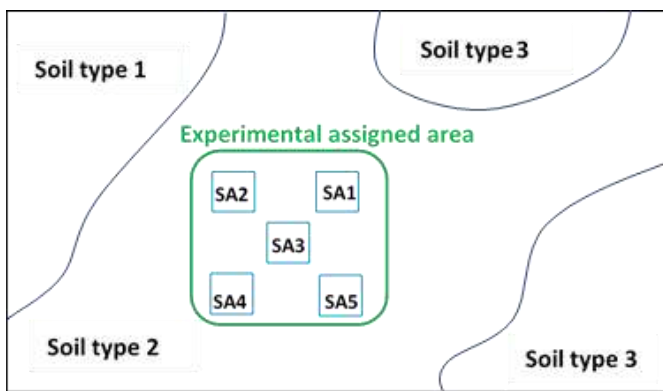 Soil type 1
Soil type 3
Experimental assigned area
SA2
SA1
SA3
SA4
SA5
Soil type 2
Soil type 3